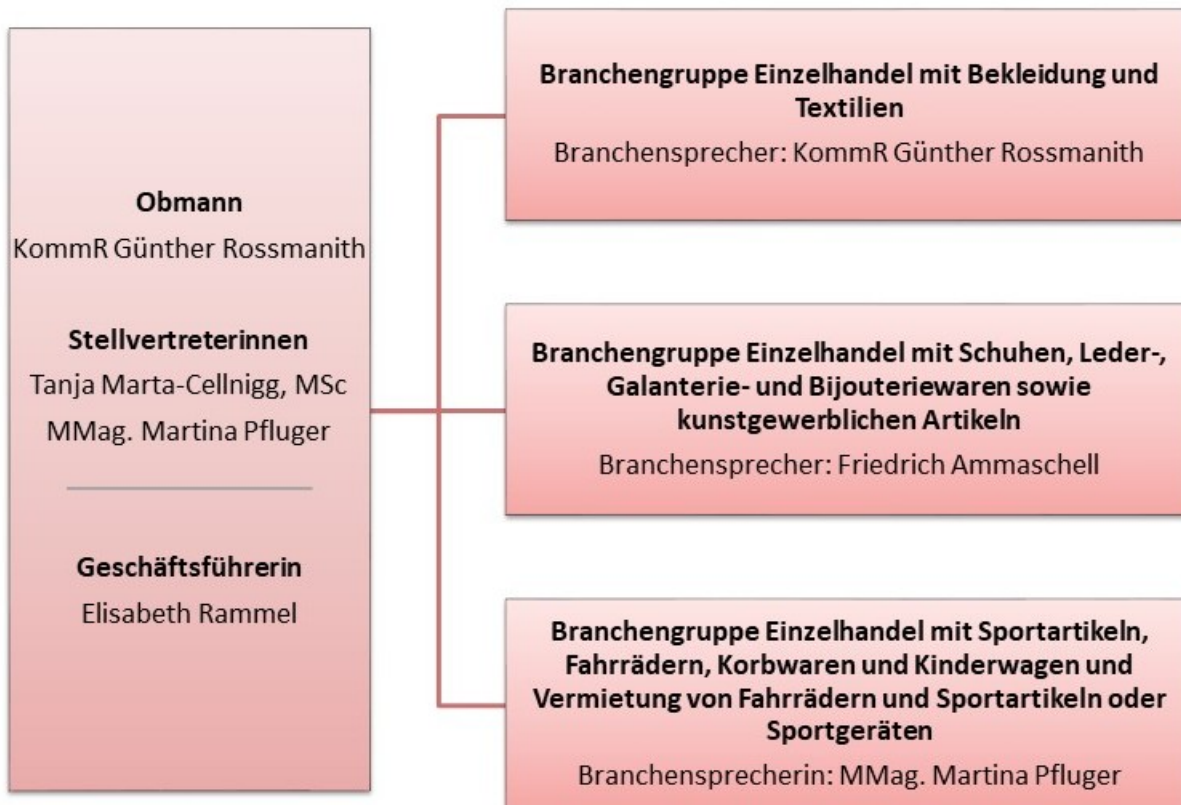 Obmann
KommR Günther Rossmanith
Stellvertreterinnen
Tanja Marta-Cellnigg, MSc
MMag. Martina Pfluger
Geschäftsführerin
Elisabeth Rammel
Branchengruppe Einzelhandel mit Bekleidung und
Textilien
Branchensprecher: KommR Günther Rossmanith
Branchengruppe Einzelhandel mit Schuhen, Leder-,
Galanterie- und Bijouteriewaren sowie
kunstgewerblichen Artikeln
Branchensprecher: Friedrich Ammaschell
Branchengruppe Einzelhandel mit Sportartikeln,
Fahrrädern, Korbwaren und Kinderwagen und
Vermietung von Fahrrädern und Sportartikeln oder
Sportgeräten
Branchensprecherin: MMag. Martina Pfluger